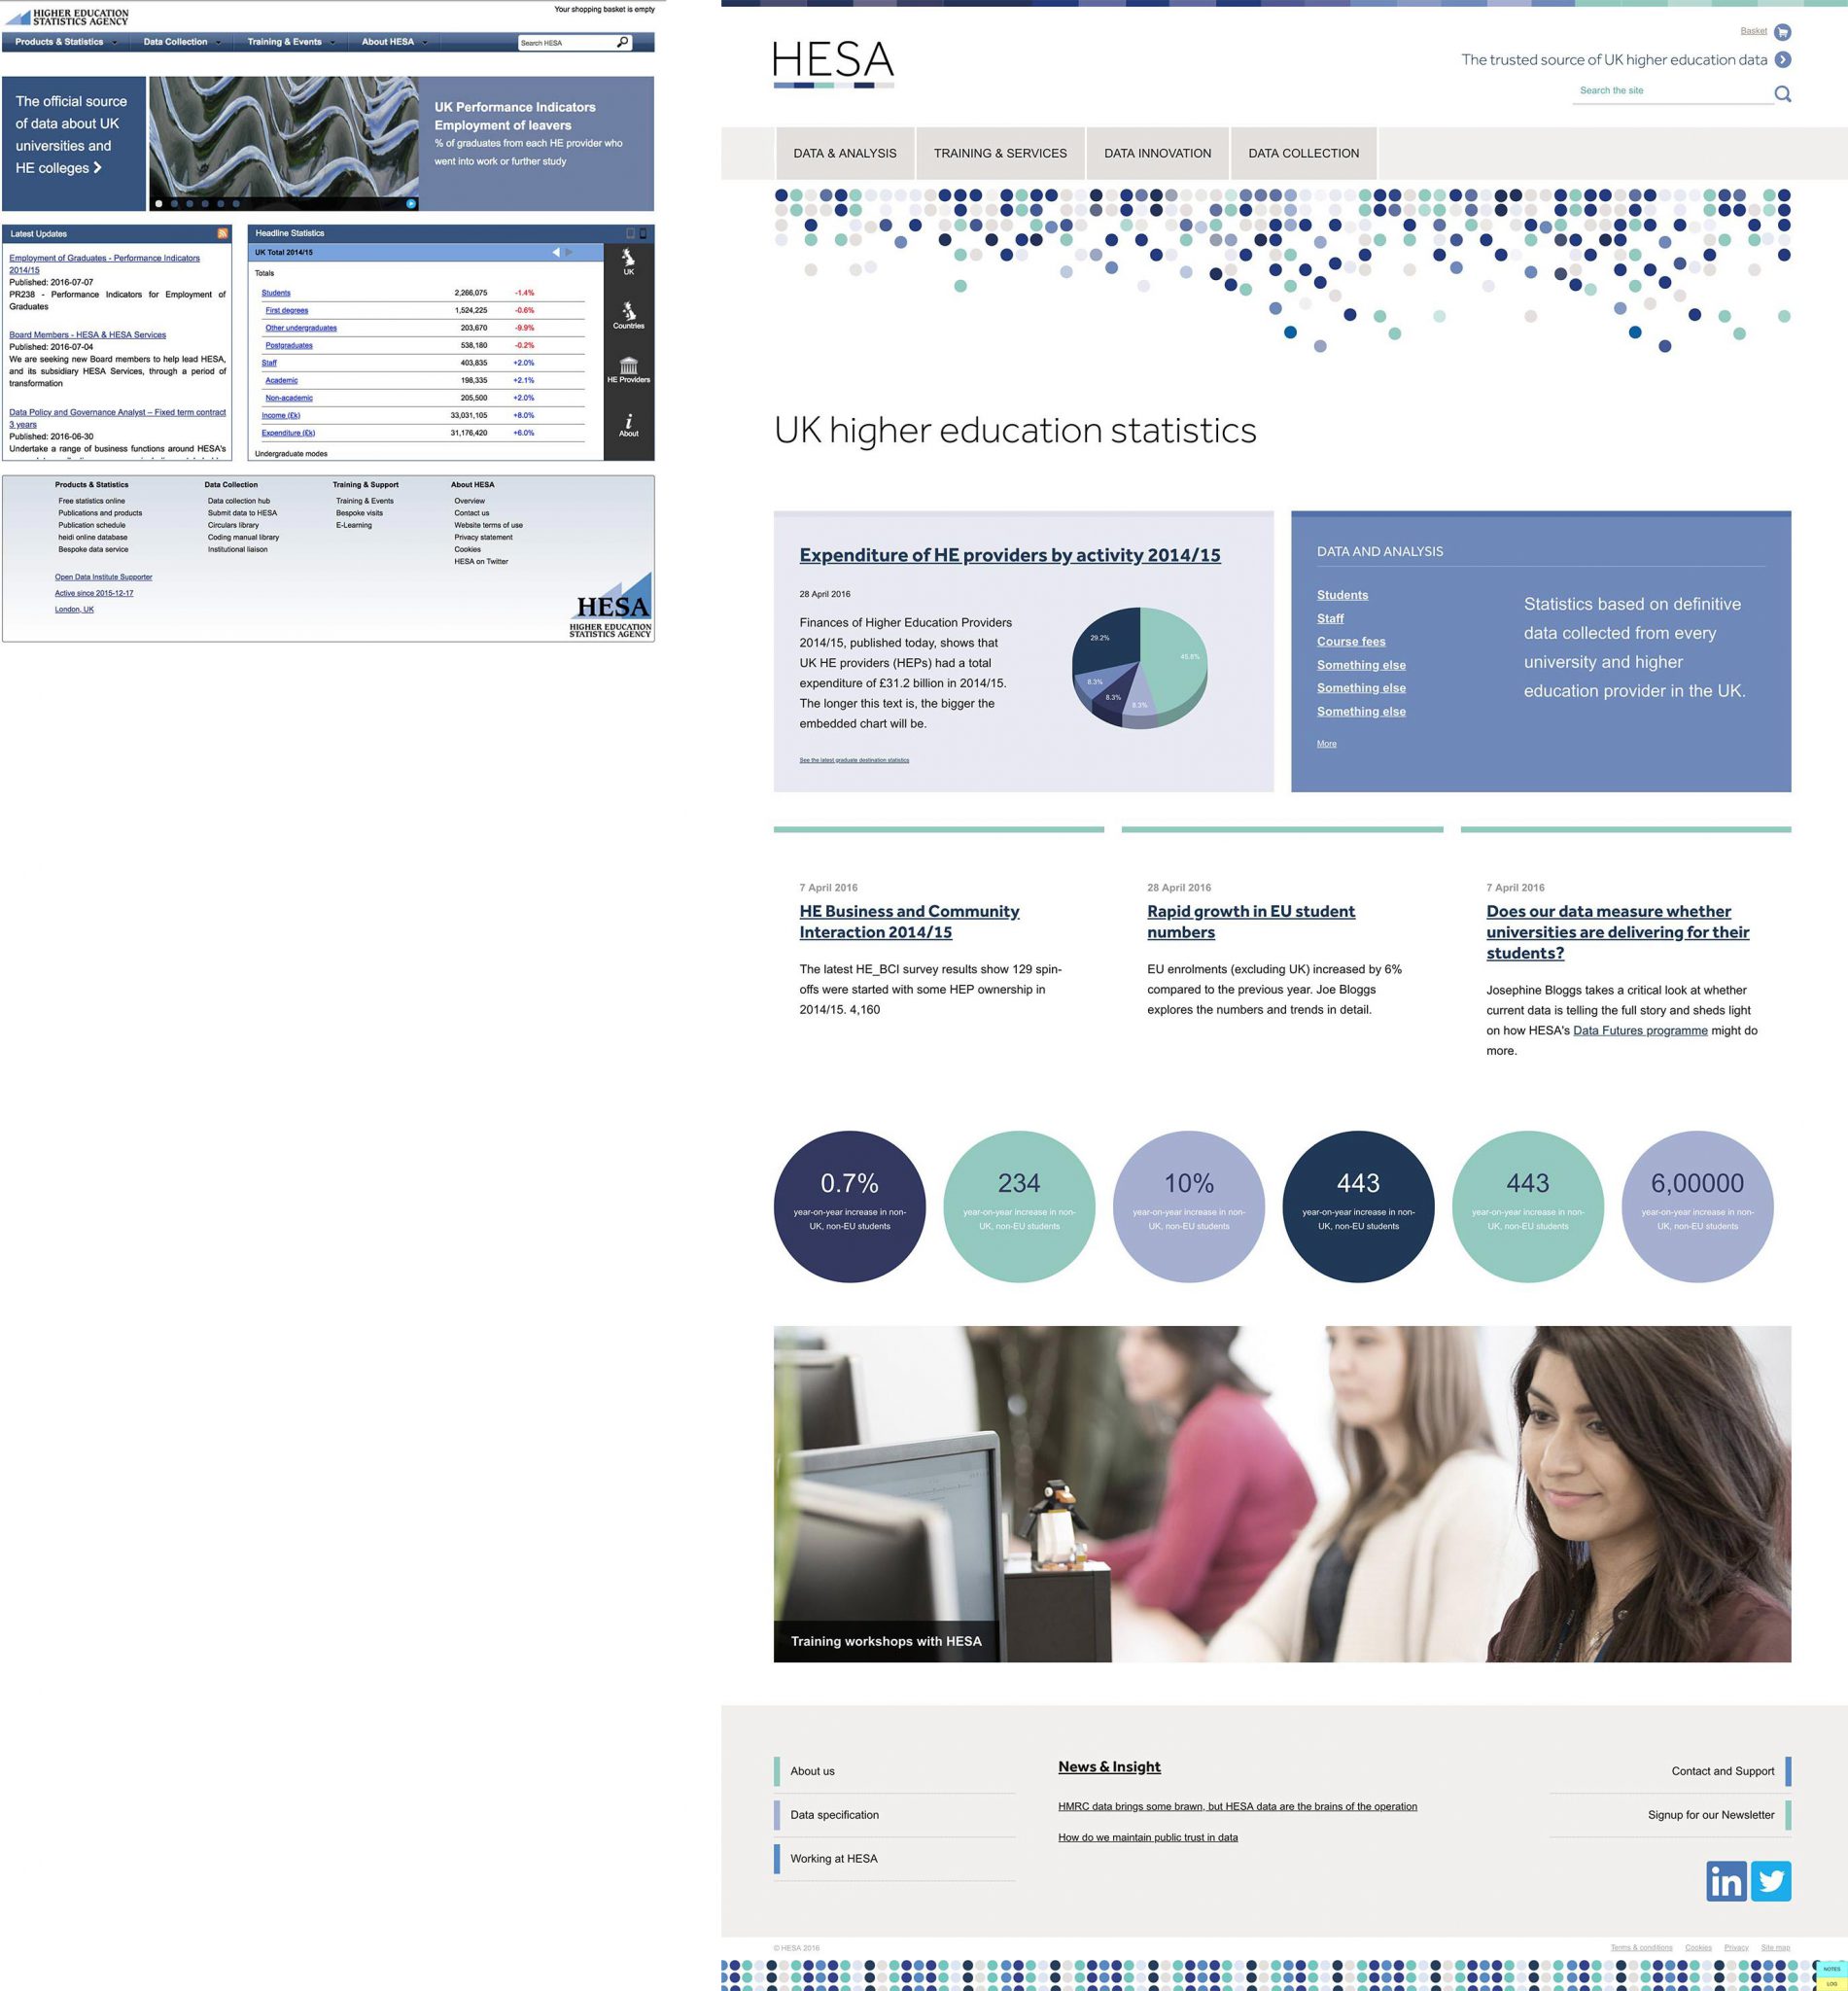 HIGHER EDUCATION
STATISTICS AGENCY
Your shopping basket is empty
Products & Statistics
Data Collection
Training & Events
About HESA
Search HESA
The official source
of data about UK
universities and
HE colleges
UK Performance Indicators
Employment of leavers
% of graduates from each HE provider who
went into work or further study
Latest Updates
Employment of Graduates - Performance Indicators
2014/15
Published: 2016-07-07
PR238 - Performance Indicators for Employment of
Graduates
Board Members - HESA & HESA Services
Published: 2016-07-04
We are seeking new Board members to help lead HESA,
and its subsidiary HESA Services, through a period of
transformation
Data Policy and Governance Analyst – Fixed term contract
3 years
Published: 2016-06-30
Undertake a range of business functions around HESA's
Headline Statistics
UK Total 2014/15
Totals
Students 2,266,075 -1.4%
First degrees 1,524,225 -0.6%
Other undergraduates 203,670 -9.9%
Postgraduates 538,180 -0.2%
Staff 403,835 +2.0%
Academic 198,335 +2.1%
Non-academic 205,500 +2.0%
Income (£k) 33,031,105 +8.0%
Expenditure (£k) 31,176,420 +6.0%
Undergraduate modes
UK
Countries
HE Providers
i
About
Products & Statistics
Free statistics online
Publications and products
Publication schedule
heidi online database
Bespoke data service
Data Collection
Data collection hub
Submit data to HESA
Circulars library
Coding manual library
Institutional liaison
Training & Support
Training & Events
Bespoke visits
E-Learning
About HESA
Overview
Contact us
Website terms of use
Privacy statement
Cookies
HESA on Twitter
Open Data Institute Supporter
Active since 2015-12-17
London, UK
HESA
HIGHER EDUCATION
STATISTICS AGENCY
HESA
Basket
The trusted source of UK higher education data
Search the site
DATA & ANALYSIS
TRAINING & SERVICES
DATA INNOVATION
DATA COLLECTION
UK higher education statistics
Expenditure of HE providers by activity 2014/15
28 April 2016
Finances of Higher Education Providers
2014/15, published today, shows that
UK HE providers (HEPs) had a total
expenditure of £31.2 billion in 2014/15.
The longer this text is, the bigger the
embedded chart will be.
See the latest graduate destination statistics
29.2%
45.8%
8.3%
8.3%
8.3%
DATA AND ANALYSIS
Students
Staff
Course fees
Something else
Something else
Something else
More
Statistics based on definitive
data collected from every
university and higher
education provider in the UK.
7 April 2016
HE Business and Community
Interaction 2014/15
The latest HE_BCI survey results show 129 spin-
offs were started with some HEP ownership in
2014/15. 4,160
28 April 2016
Rapid growth in EU student
numbers
EU enrolments (excluding UK) increased by 6%
compared to the previous year. Joe Bloggs
explores the numbers and trends in detail.
7 April 2016
Does our data measure whether
universities are delivering for their
students?
Josephine Bloggs takes a critical look at whether
current data is telling the full story and sheds light
on how HESA's Data Futures programme might do
more.
0.7%
year-on-year increase in non-
UK, non-EU students
234
year-on-year increase in non-
UK, non-EU students
10%
year-on-year increase in non-
UK, non-EU students
443
year-on-year increase in non-
UK, non-EU students
443
year-on-year increase in non-
UK, non-EU students
6,00000
year-on-year increase in non-
UK, non-EU students
Training workshops with HESA
About us
Data specification
Working at HESA
News & Insight
HMRC data brings some brawn, but HESA data are the brains of the operation
How do we maintain public trust in data
Contact and Support
Signup for our Newsletter
in
© HESA 2016
Terms & conditions
Cookies
Privacy
Site map
NOTES
LOG